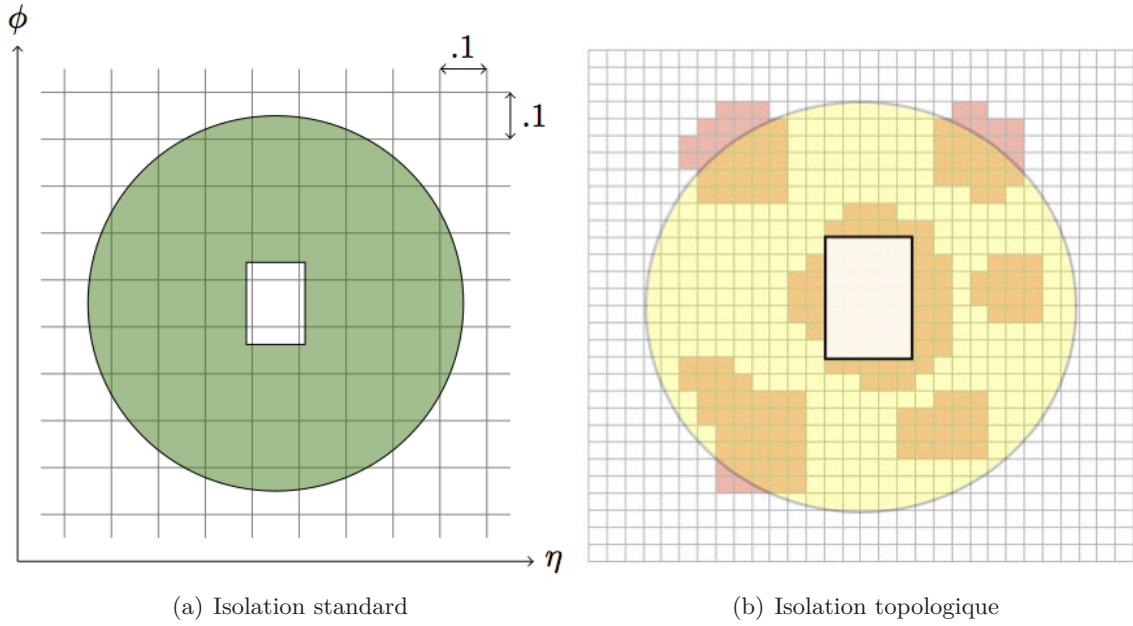 ϕ
.1
.1
η
(a) Isolation standard
(b) Isolation topologique